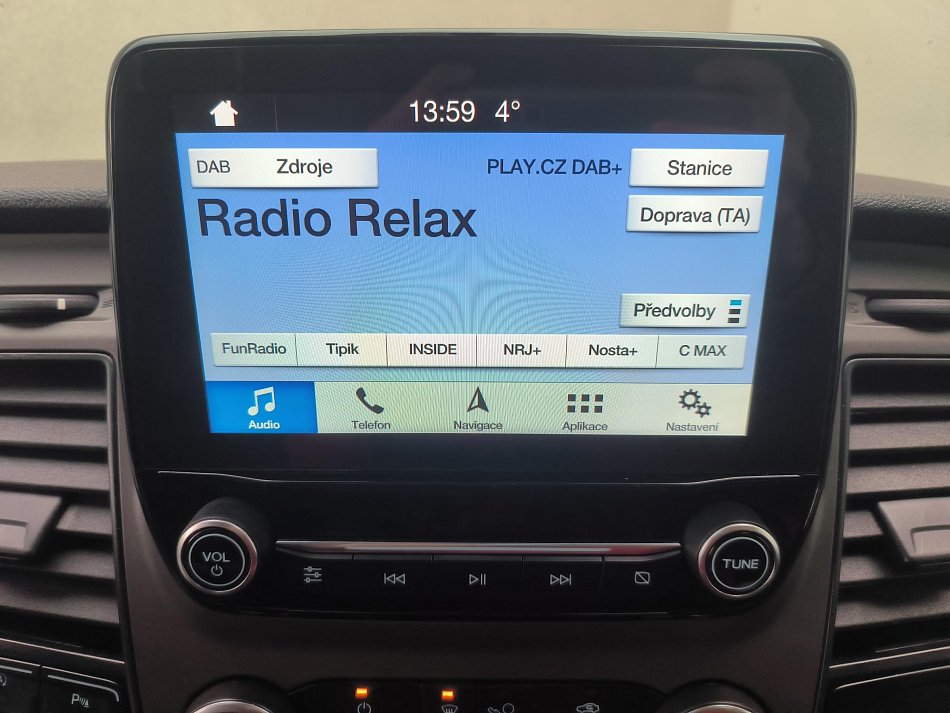 13:59 4°
DAB Zdroje PLAY.CZ DAB+ Stanice
Radio Relax Doprava (TA)
Předvolby
FunRadio Tipik INSIDE NRJ+ Nosta+ C MAX
Audio Telefon Navigace Aplikace Nastavení
VOL TUNE
P